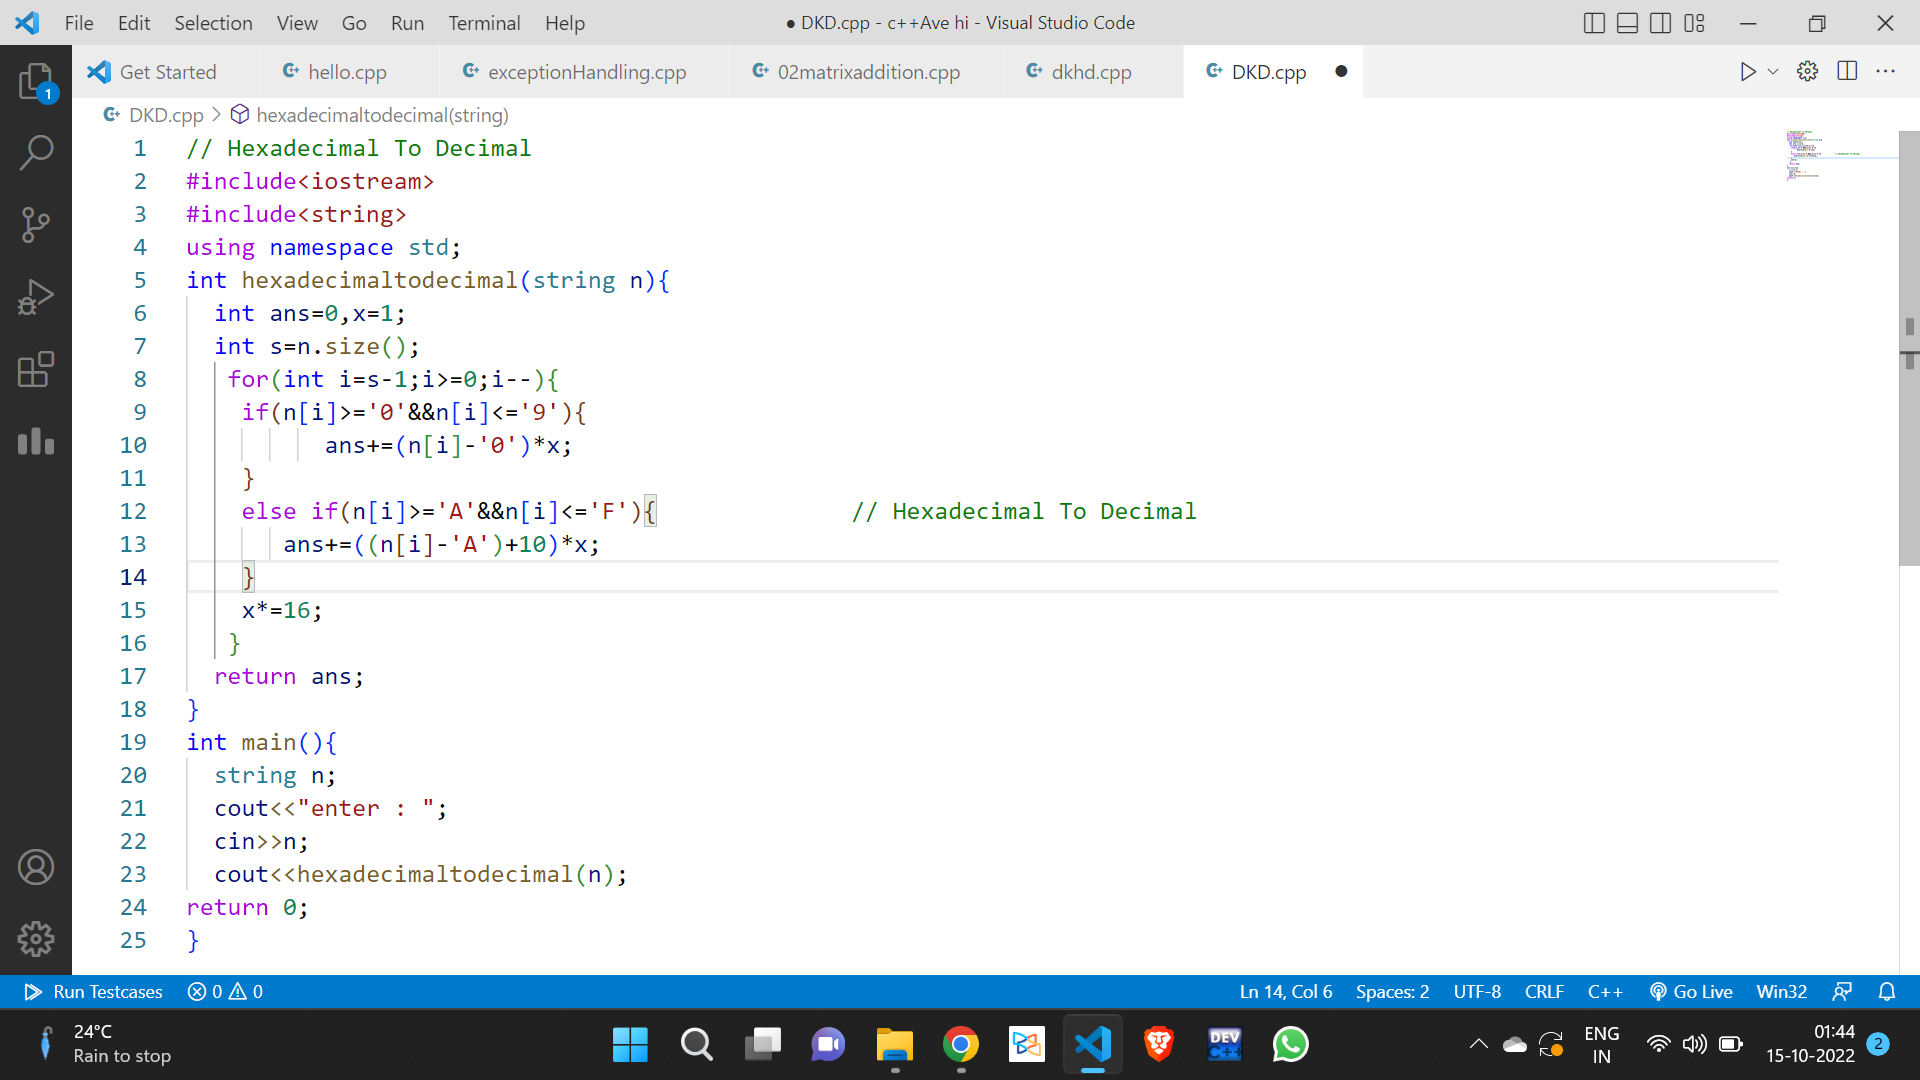 File Edit Selection View Go Run Terminal Help ● DKD.cpp - c++Ave hi - Visual Studio Code
Get Started hello.cpp exceptionHandling.cpp 02matrixaddition.cpp dkhd.cpp DKD.cpp
1
DKD.cpp > hexadecimaltodecimal(string)
1 // Hexadecimal To Decimal
2 #include<iostream>
3 #include<string>
4 using namespace std;
5 int hexadecimaltodecimal(string n){
6 int ans=0,x=1;
7 int s=n.size();
8 for(int i=s-1;i>=0;i--){
9 if(n[i]>='0'&&n[i]<='9'){
10 ans+=(n[i]-'0')*x;
11 }
12 else if(n[i]>='A'&&n[i]<='F'){ // Hexadecimal To Decimal
13 ans+=((n[i]-'A')+10)*x;
14 }
15 x*=16;
16 }
17 return ans;
18 }
19 int main(){
20 string n;
21 cout<<"enter : ";
22 cin>>n;
23 cout<<hexadecimaltodecimal(n);
24 return 0;
25 }
Run Testcases 0 0 Ln 14, Col 6 Spaces: 2 UTF-8 CRLF C++ Go Live Win32
24°C
Rain to stop
DEV
C++
ENG
IN
01:44
15-10-2022
2